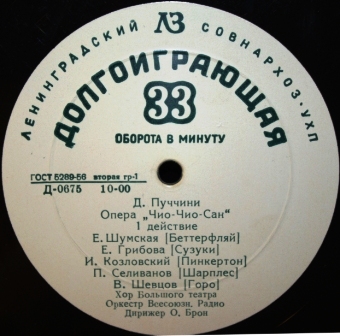 ЛЕНИНГРАДСКИЙ ЛЗ СОВНАРХОЗ·УХП
ДОЛГОИГРАЮЩАЯ
33
ОБОРОТА В МИНУТУ
ГОСТ 5289-56 вторая гр-1
Д-0675 10-00
Д. Пуччини
Опера „Чио-Чио-Сан"
1 действие
Е. Шумская [Беттерфляй]
Е. Грибова [Сузуки]
И. Козловский [Пинкертон]
П. Селиванов [Шарплес]
В. Шевцов [Горо]
Хор Большого театра
Оркестр Всесоюзн. Радио
Дирижер О. Брон